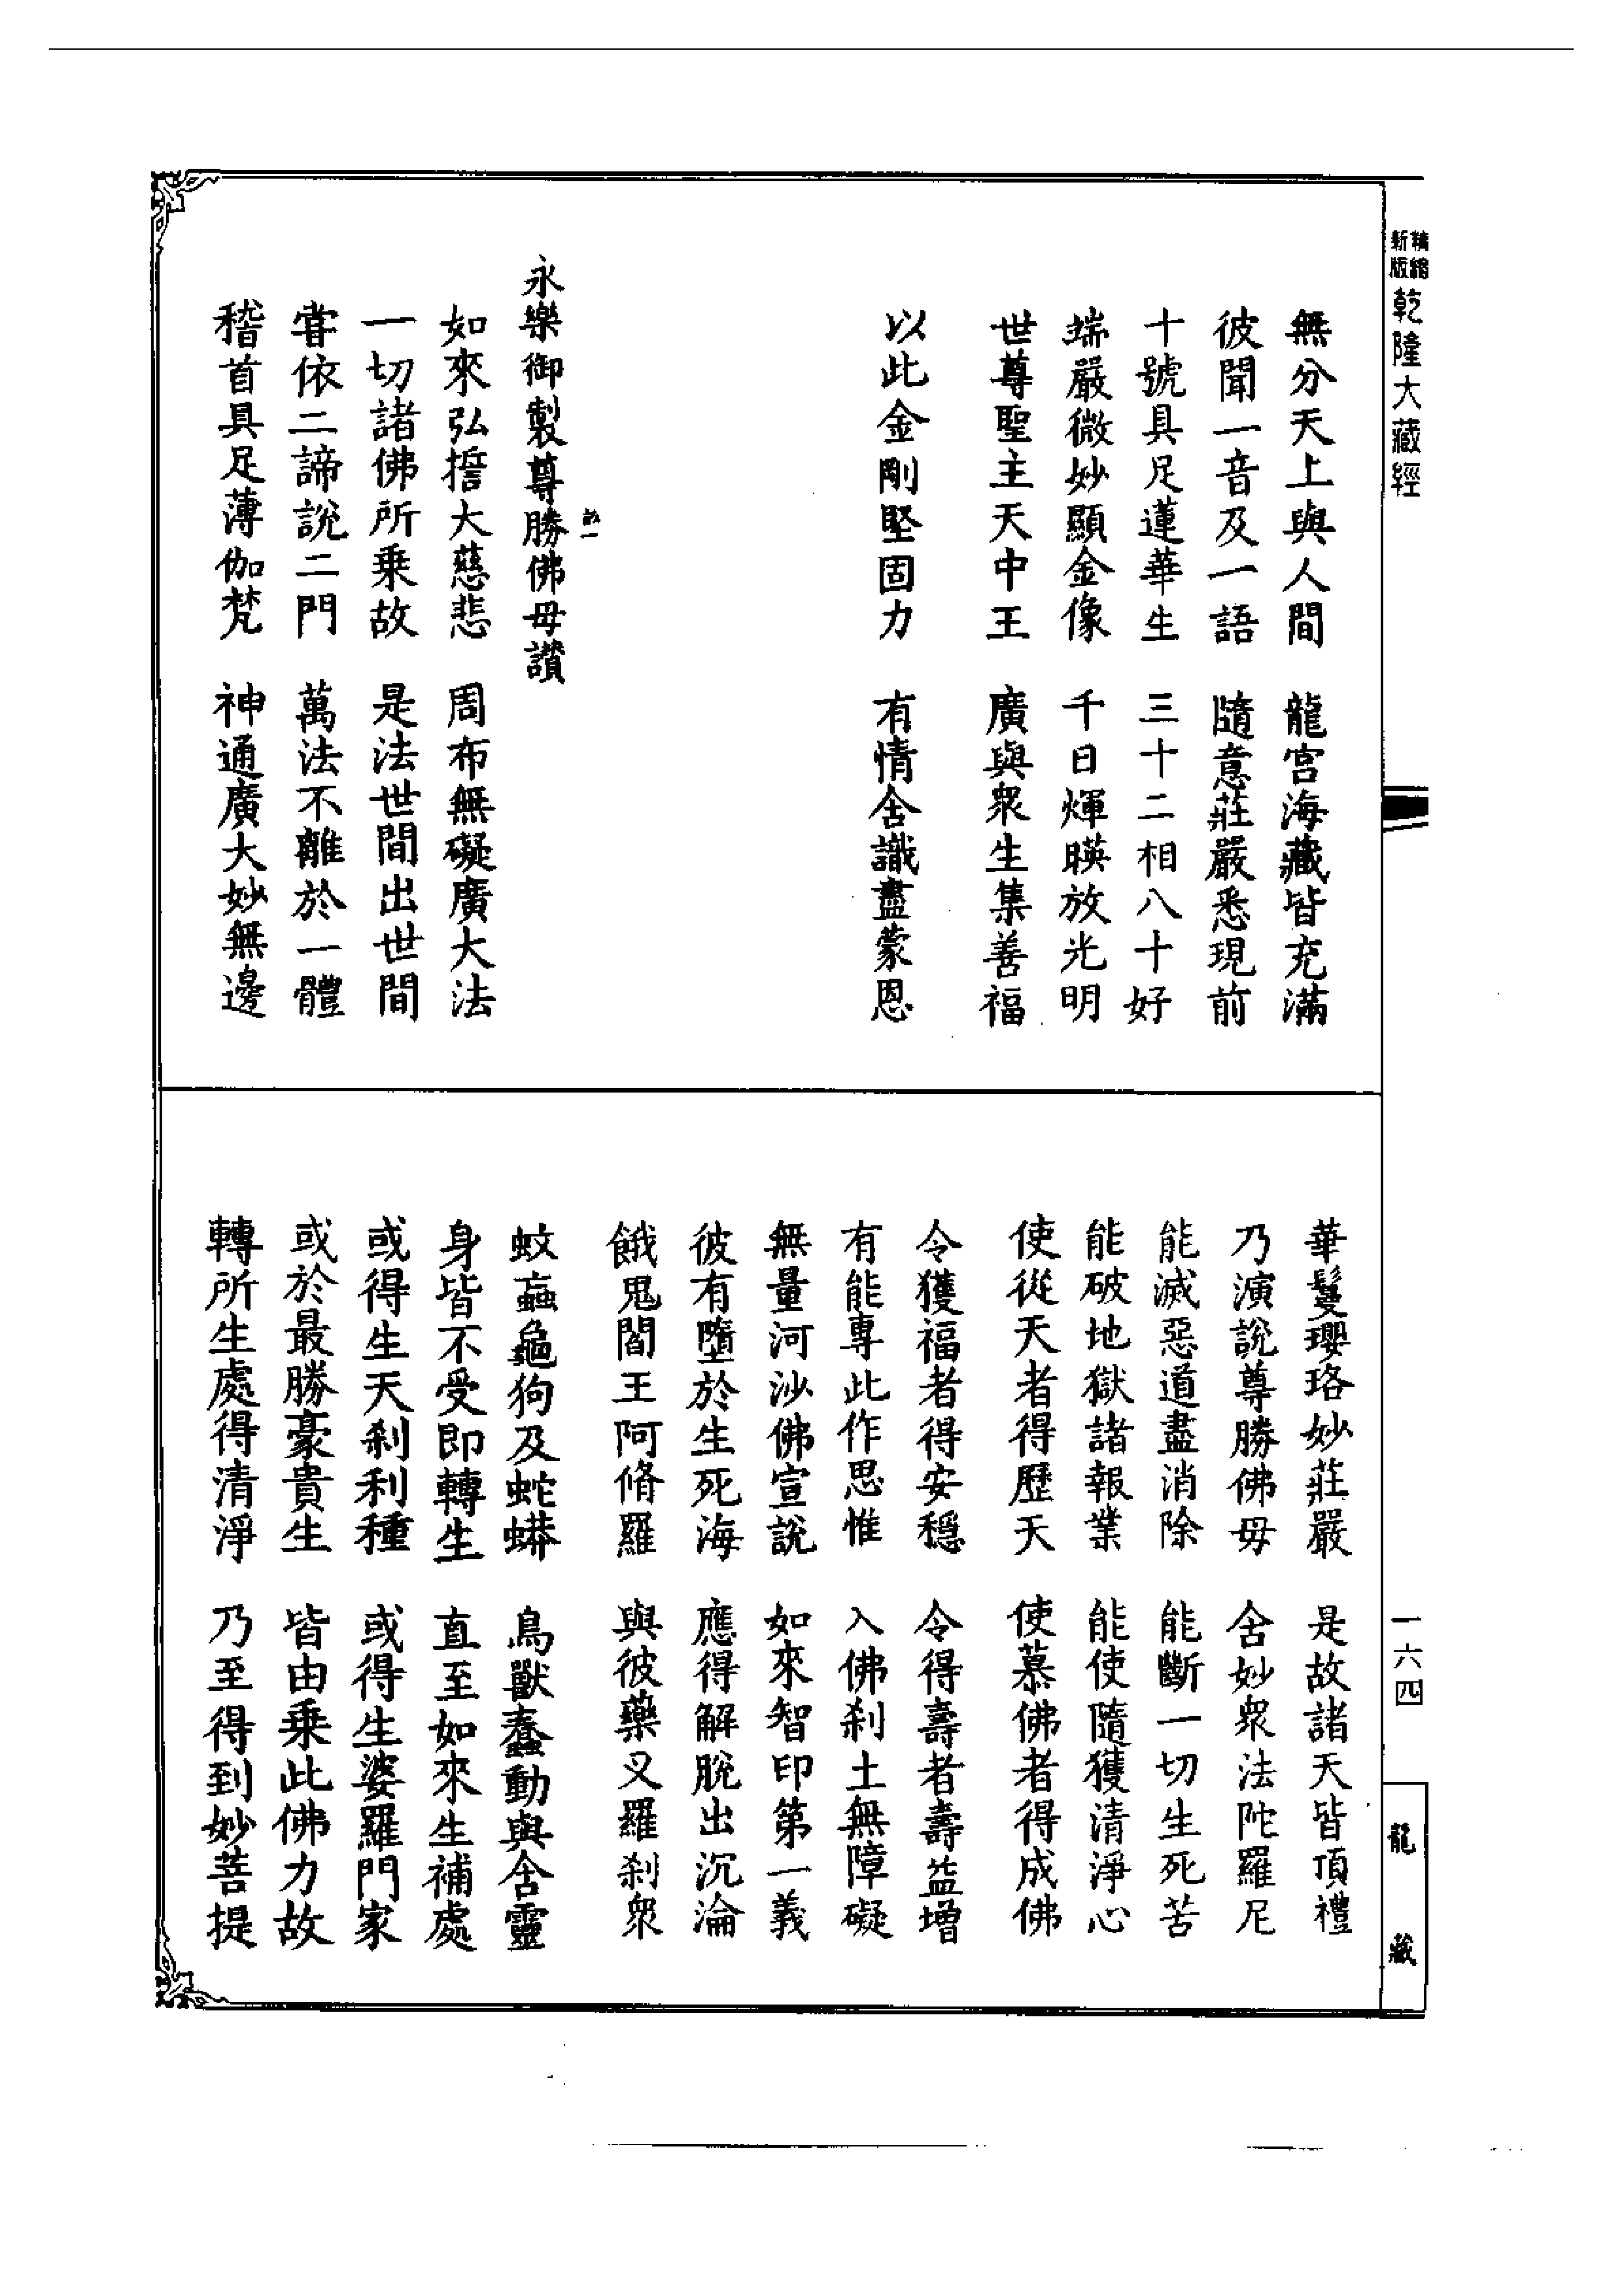 精縮
新版
乾隆大藏經
無分天上與人間　龍宮海藏皆充滿
彼聞一音及一語　隨意莊嚴悉現前
十號具足蓮華生　三十二相八十好
端嚴微妙顯金像　千日煇暎放光明
世尊聖主天中王　廣與衆生集善福
以此金剛堅固力　有情含識盡蒙恩
永樂御製尊勝佛母讃
如來弘誓大慈悲　周布無礙廣大法
一切諸佛所乗故　是法世間出世間
嘗依二諦說二門　萬法不離於一體
稽首具足薄伽梵　神通廣大妙無邊
華鬘瓔珞妙莊嚴　是故諸天皆頂禮
乃演說尊勝佛母　含妙衆法陀羅尼
能滅惡道盡消除　能斷一切生死苦
能破地獄諸報業　能使隨獲清淨心
使從天者得歷天　使慕佛者得成佛
令獲福者得安穩　令得壽者壽益增
有能專此作思惟　入佛刹土無障礙
無量河沙佛宣說　如來智印第一義
彼有墮於生死海　應得解脫出沉淪
餓鬼閻王阿脩羅　與彼藥叉羅刹衆
蚊蝱龜狗及蛇蟒　鳥獸蠢動與含靈
身皆不受即轉生　直至如來生補處
或得生天刹利種　或得生婆羅門家
或於最勝豪貴生　皆由乗此佛力故
轉所生處得清淨　乃至得到妙菩提
一六四
龍藏